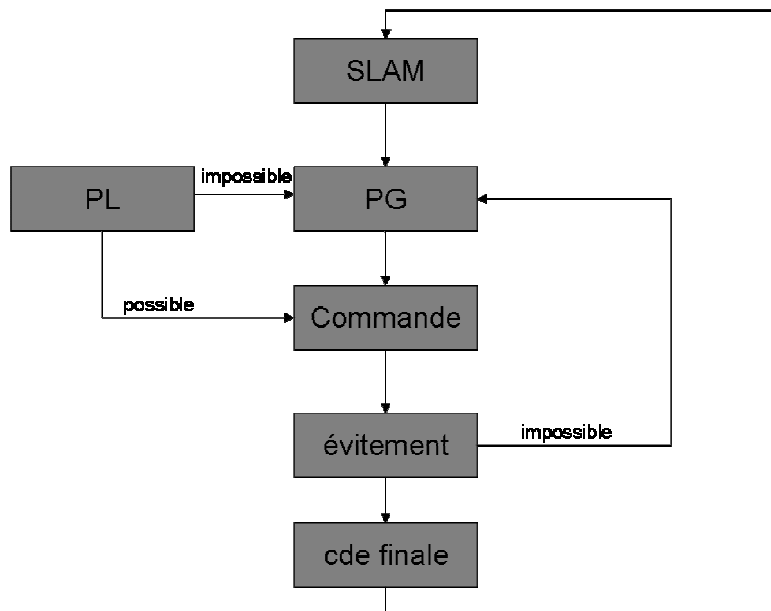 SLAM
impossible
PL
PG
possible
Commande
évitement
impossible
cde finale